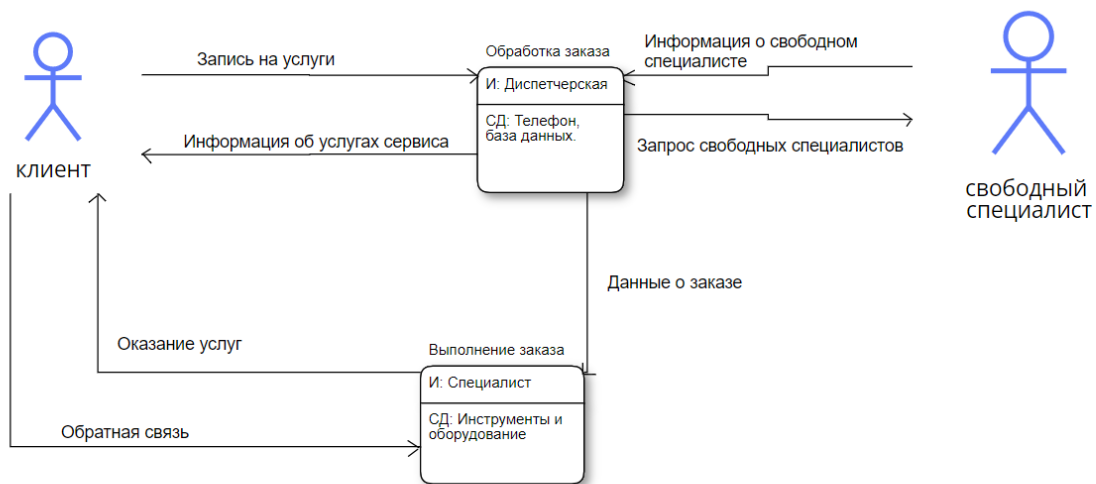 Запись на услуги
Обработка заказа
Информация о свободном
специалисте
И: Диспетчерская
СД: Телефон,
база данных.
Информация об услугах сервиса
Запрос свободных специалистов
клиент
свободный
специалист
Данные о заказе
Оказание услуг
Выполнение заказа
И: Специалист
СД: Инструменты и
оборудование
Обратная связь